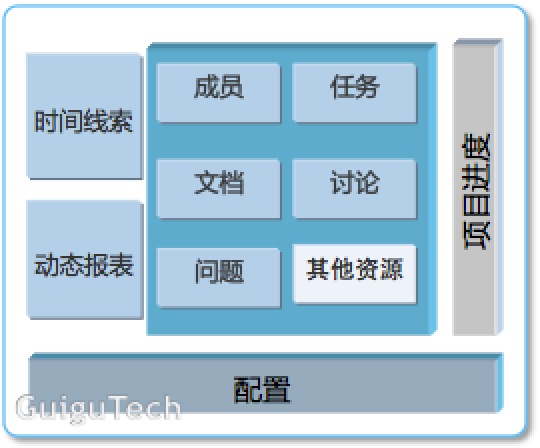 成员
任务
时间线索
文档
讨论
项目进度
动态报表
问题
其他资源
配置
GuiguTech